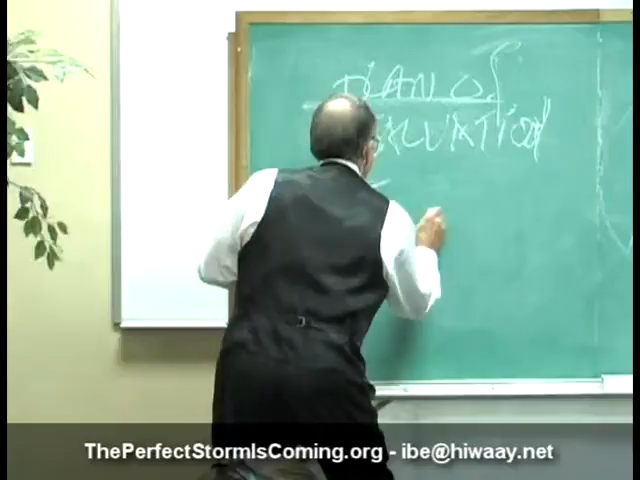 PLAN OF
SALVATION
ThePerfectStormIsComing.org - ibe@hiwaay.net